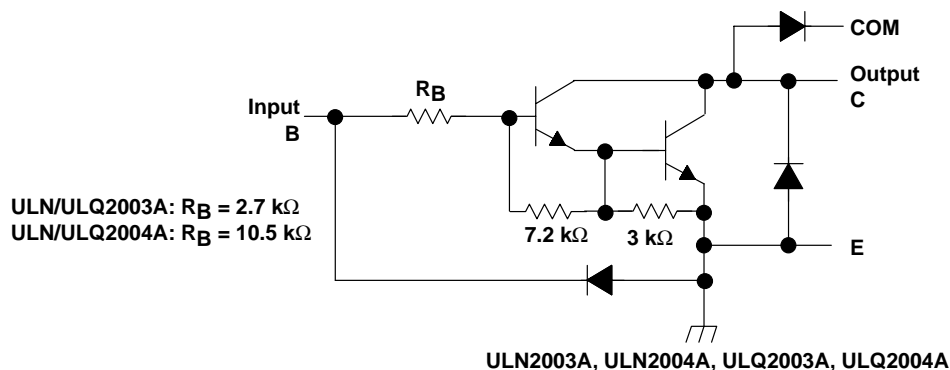 COM
Output
C
RB
Input
B
ULN/ULQ2003A: RB = 2.7 kΩ
ULN/ULQ2004A: RB = 10.5 kΩ
7.2 kΩ
3 kΩ
E
ULN2003A, ULN2004A, ULQ2003A, ULQ2004A